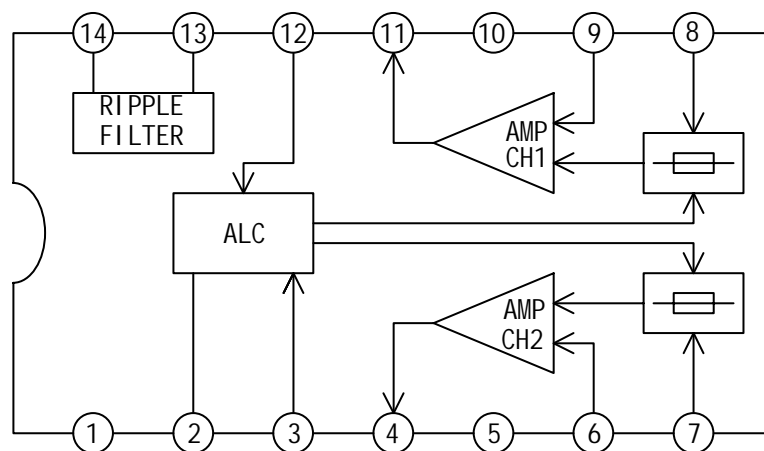 14 13 12 11 10 9 8
RIPPLE
FILTER
AMP
CH1
ALC
AMP
CH2
1 2 3 4 5 6 7